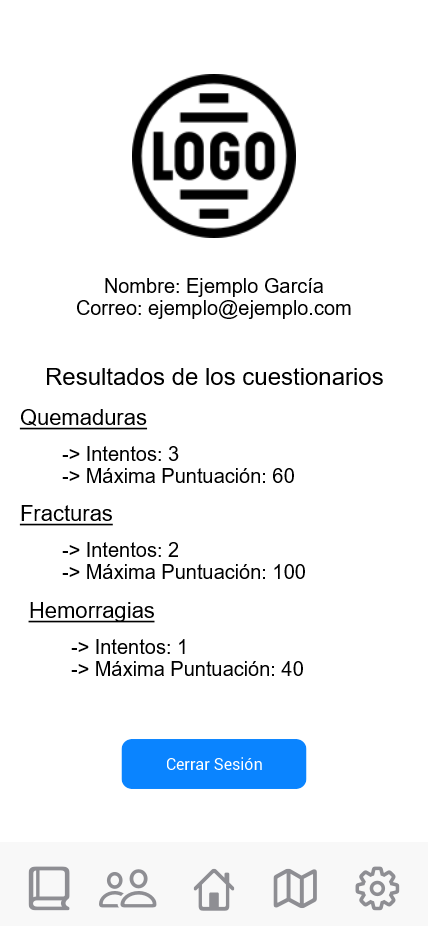 LOGO
Nombre: Ejemplo García
Correo: ejemplo@ejemplo.com
Resultados de los cuestionarios
Quemaduras
-> Intentos: 3
-> Máxima Puntuación: 60
Fracturas
-> Intentos: 2
-> Máxima Puntuación: 100
Hemorragias
-> Intentos: 1
-> Máxima Puntuación: 40
Cerrar Sesión